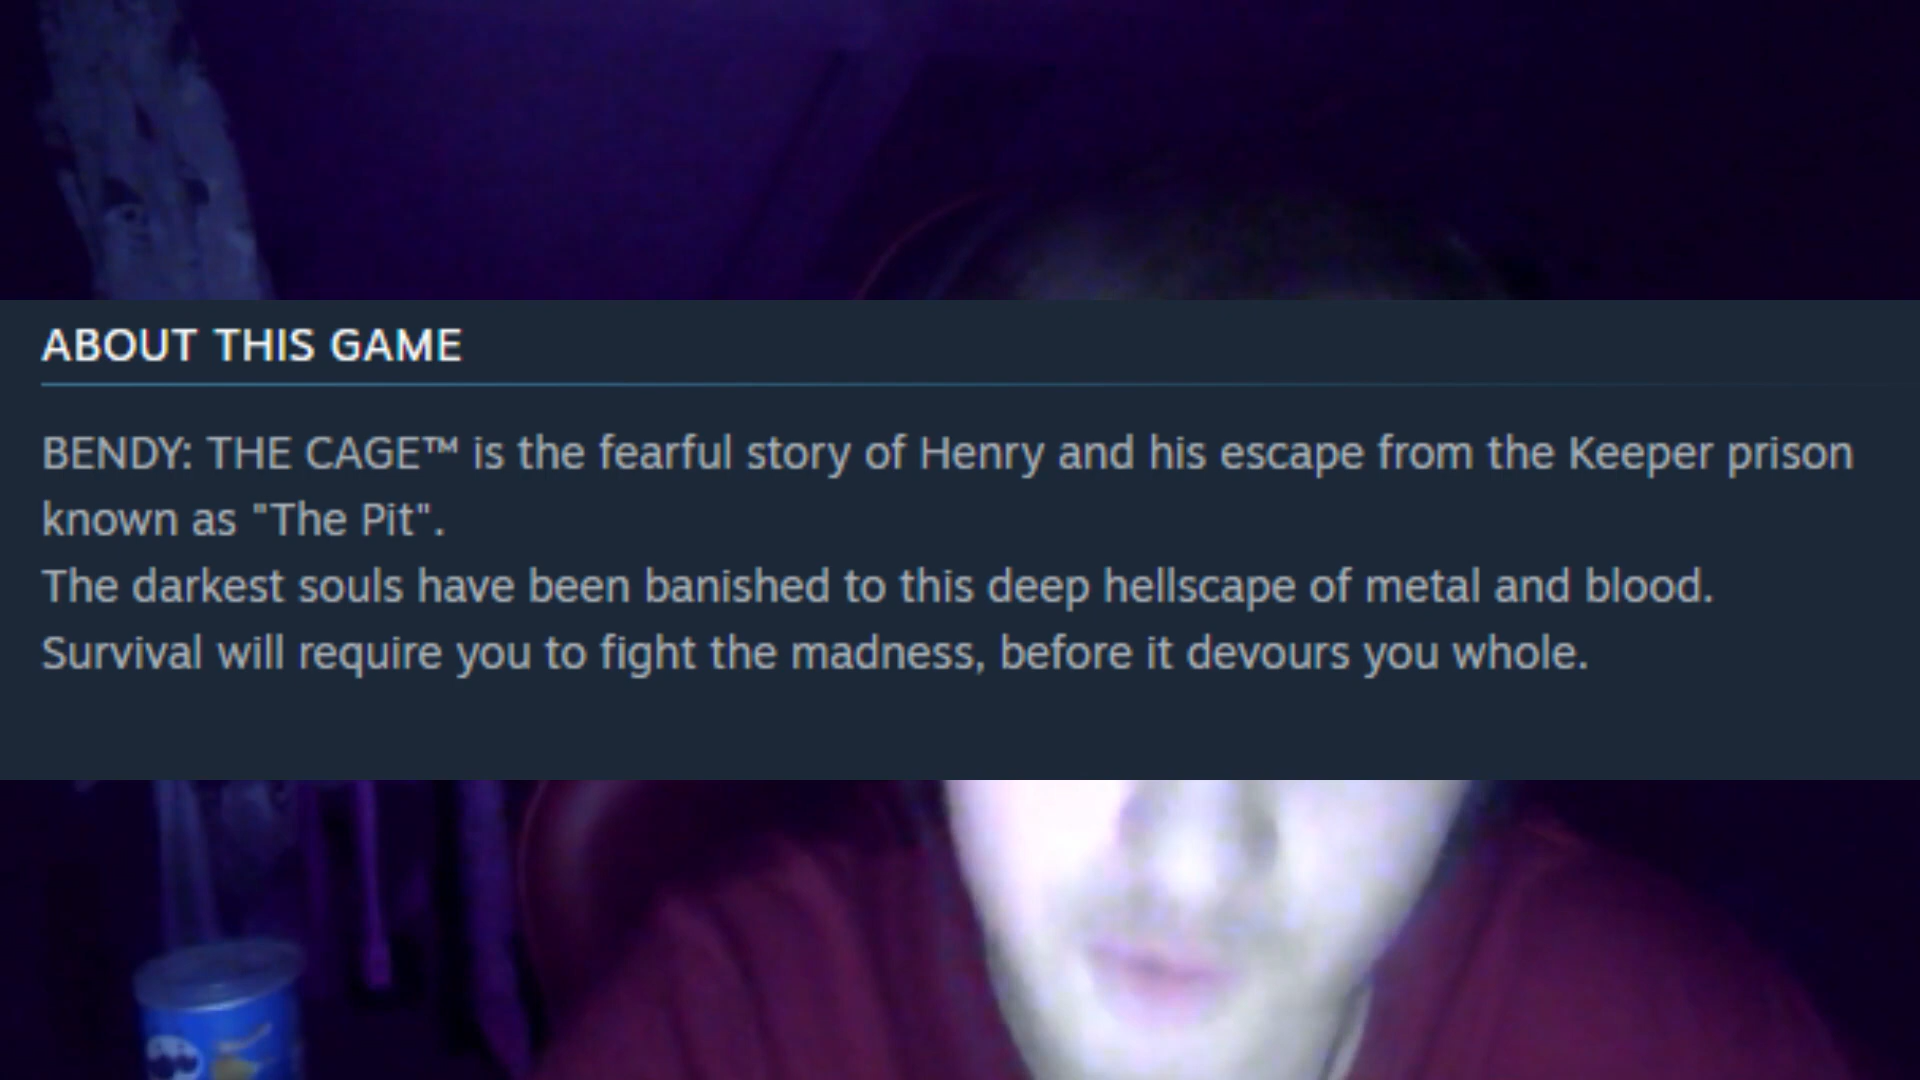 ABOUT THIS GAME
BENDY: THE CAGE™ is the fearful story of Henry and his escape from the Keeper prison
known as "The Pit".
The darkest souls have been banished to this deep hellscape of metal and blood.
Survival will require you to fight the madness, before it devours you whole.